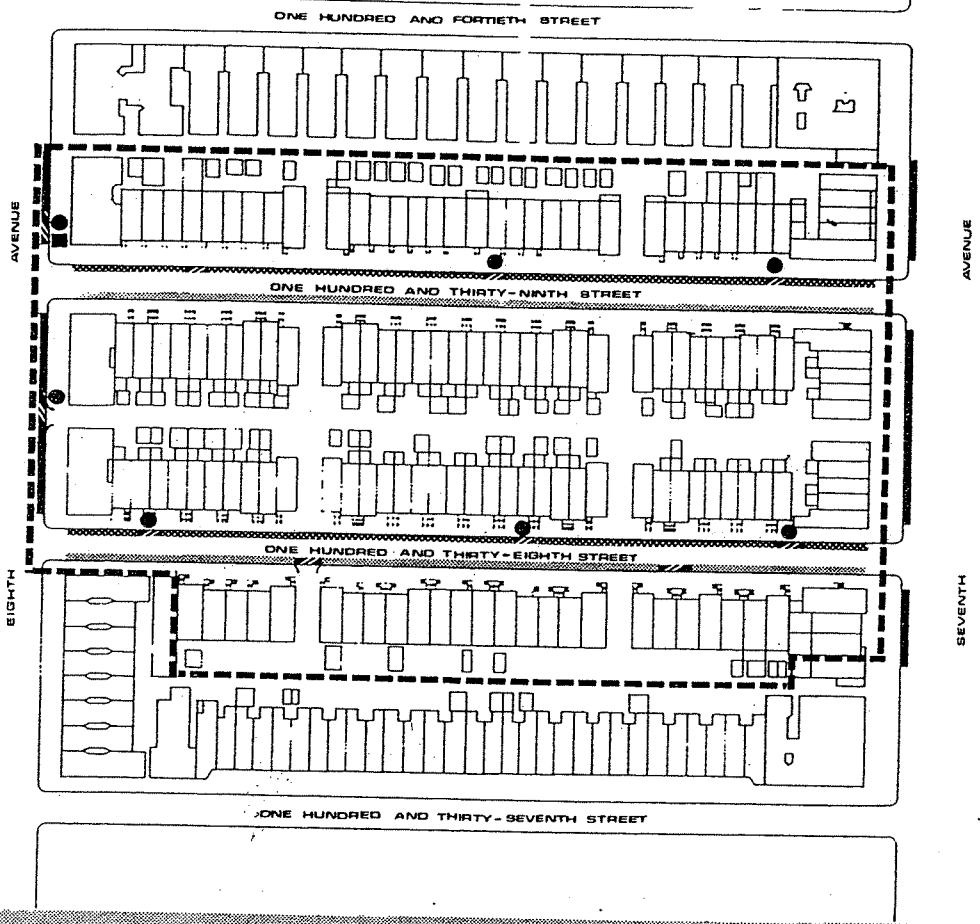 ONE HUNDRED AND FORTIETH STREET
AVENUE
AVENUE
ONE HUNDRED AND THIRTY-NINTH STREET
ONE HUNDRED AND THIRTY-EIGHTH STREET
EIGHTH
SEVENTH
ONE HUNDRED AND THIRTY-SEVENTH STREET